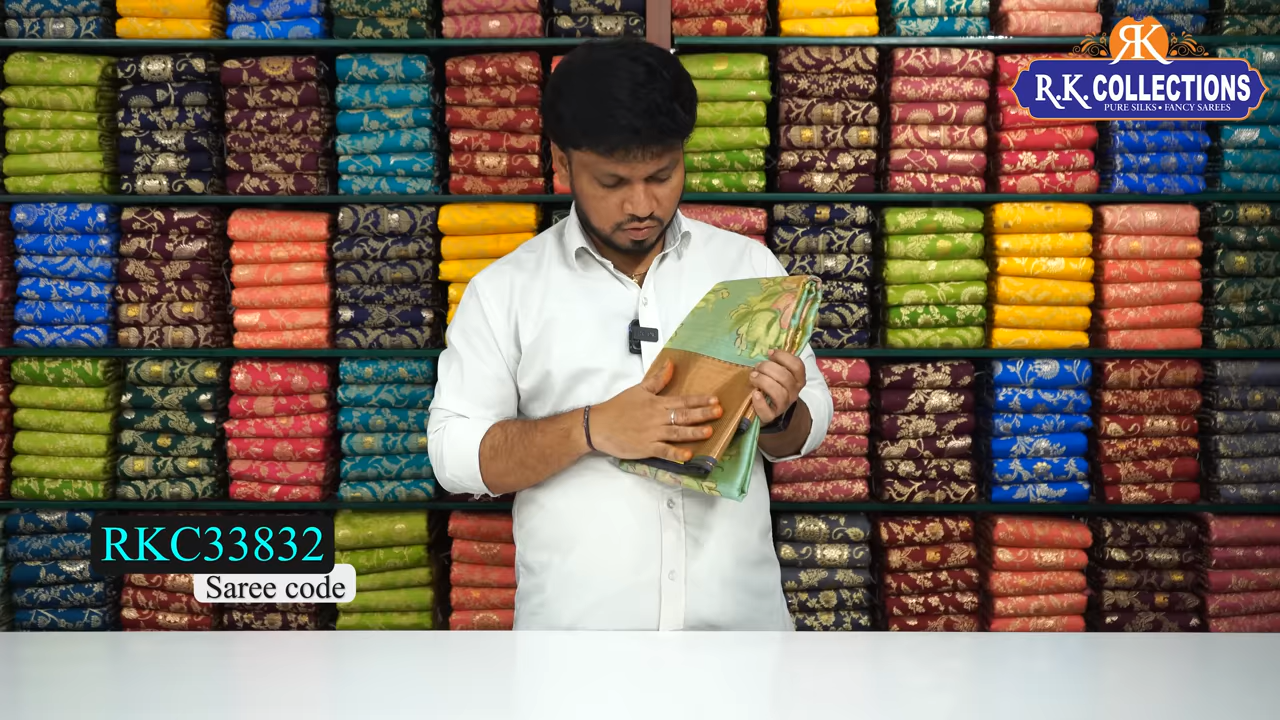 RK
R.K. COLLECTIONS
PURE SILKS • FANCY SAREES
RKC33832
Saree code